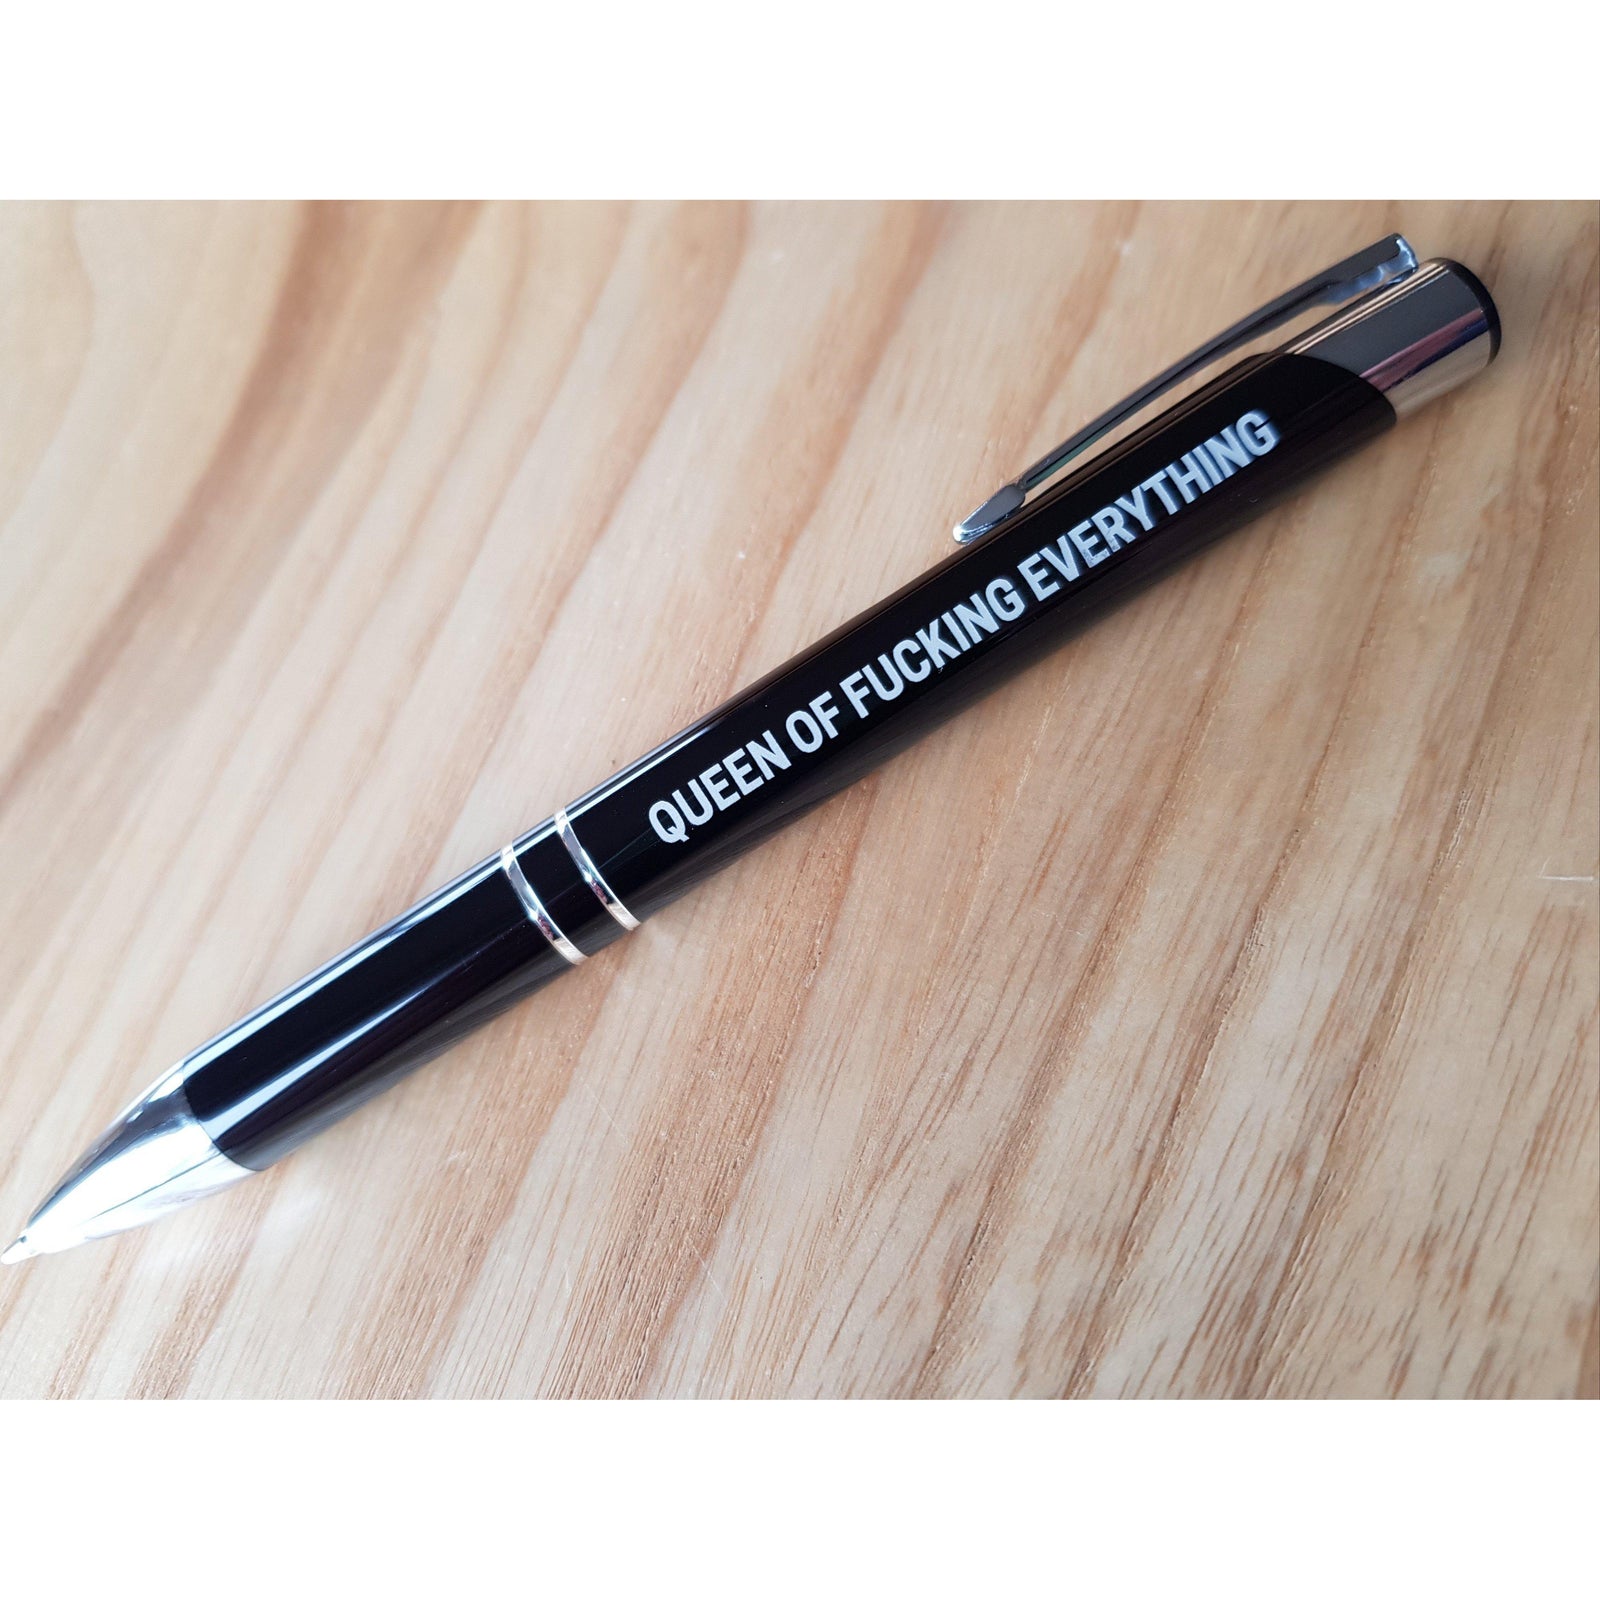 QUEEN OF FUCKING EVERYTHING